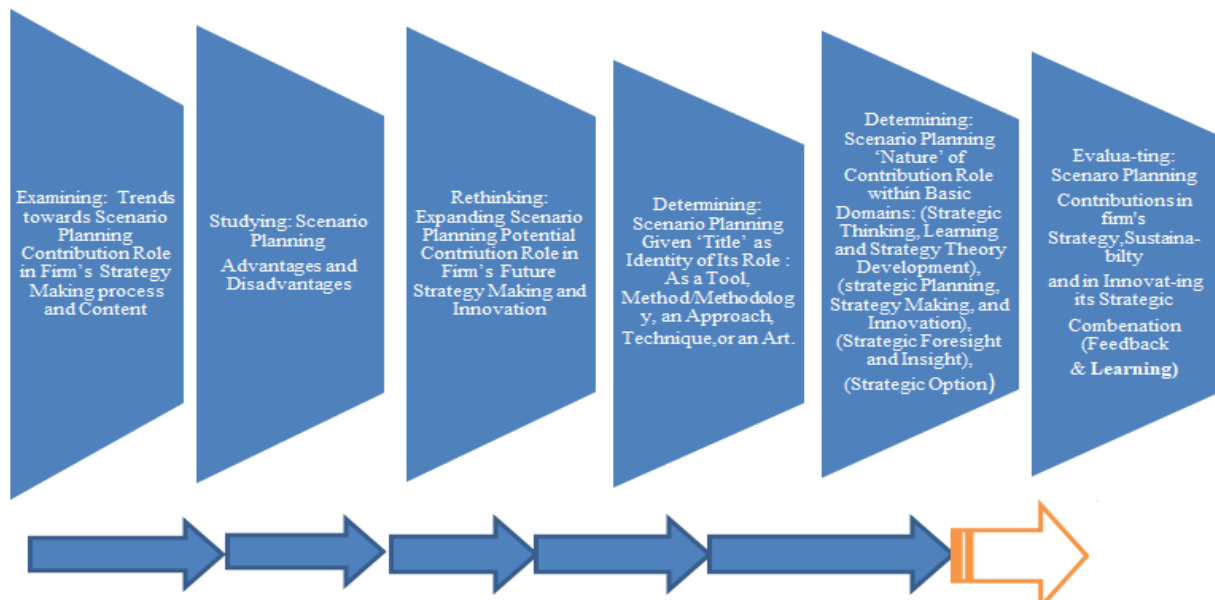 Examining: Trends
towards Scenario
Planning
Contribution Role
in Firm's Strategy
Making process
and Content
Studying: Scenario
Planning
Advantages and
Disadvantages
Rethinking:
Expanding Scenario
Planning Potential
Contriution Role in
Firm's Future
Strategy Making and
Innovation
Determining:
Scenario Planning
Given 'Title' as
Identity of Its Role :
As a Tool,
Method/Methodolog
y, an Approach,
Technique,or an Art.
Determining:
Scenario Planning
'Nature' of
Contribution Role
within Basic
Domains: (Strategic
Thinking, Learning
and Strategy Theory
Development),
(strategic Planning,
Strategy Making, and
Innovation),
(Strategic Foresight
and Insight),
(Strategic Option)
Evalua-ting:
Scenaro Planning
Contributions in
firm's
Strategy,Sustaina-
bilty
and in Innovat-ing
its Strategic
Combenation
(Feedback
& Learning)